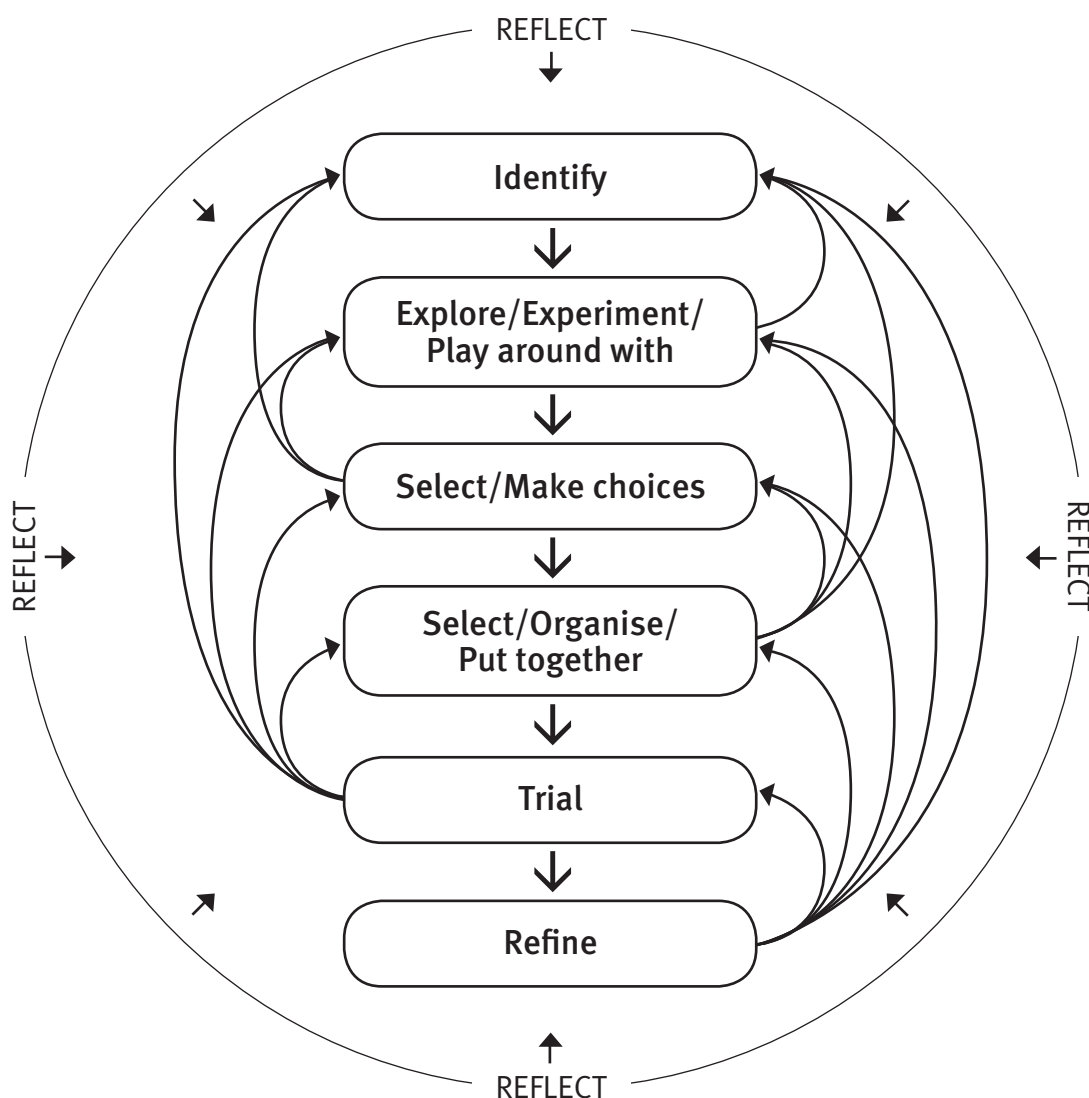 REFLECT
Identify
Explore/Experiment/
Play around with
Select/Make choices
REFLECT
REFLECT
Select/Organise/
Put together
Trial
Refine
REFLECT